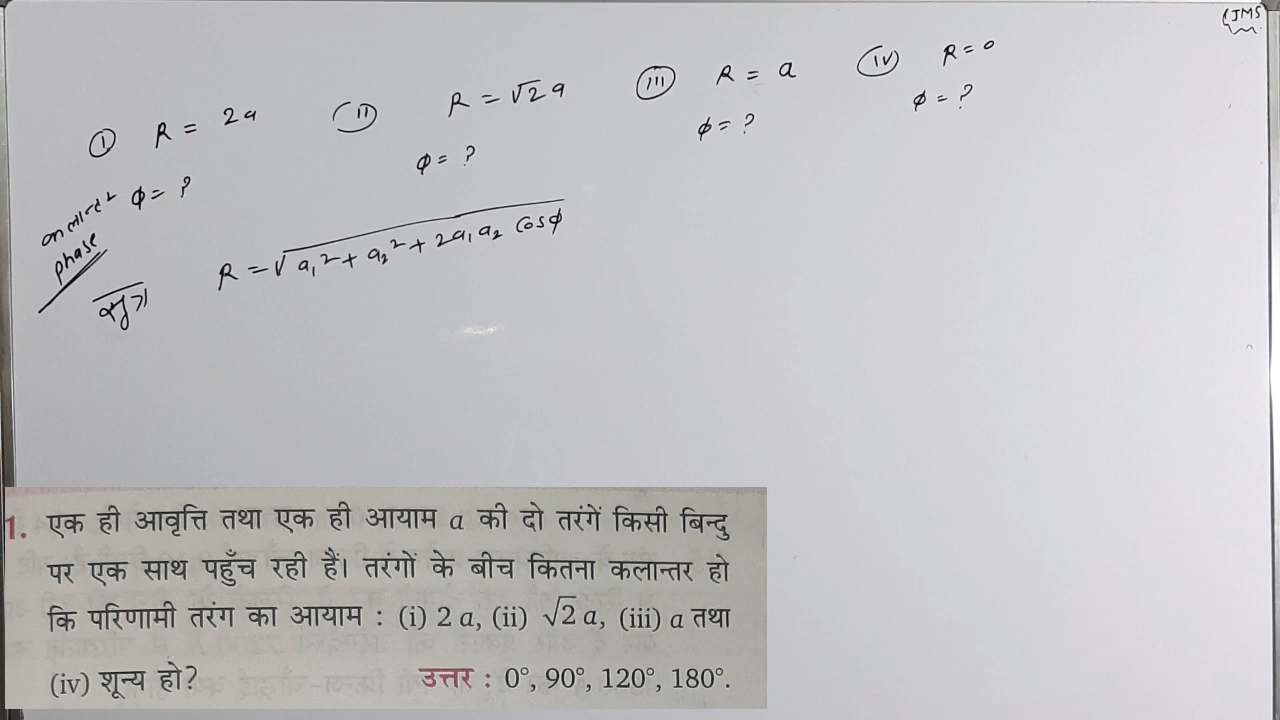 (JMS
(i) R = 2a (ii) R = √2 a (iii) R = a (iv) R = 0
कलान्तर φ = ? φ = ? φ = ? φ = ?
phase
सूत्र R = √a₁² + a₂² + 2a₁a₂ cosφ
1. एक ही आवृत्ति तथा एक ही आयाम a की दो तरंगें किसी बिन्दु
पर एक साथ पहुँच रही हैं। तरंगों के बीच कितना कलान्तर हो
कि परिणामी तरंग का आयाम : (i) 2 a, (ii) √2 a, (iii) a तथा
(iv) शून्य हो? उत्तर : 0°, 90°, 120°, 180°.